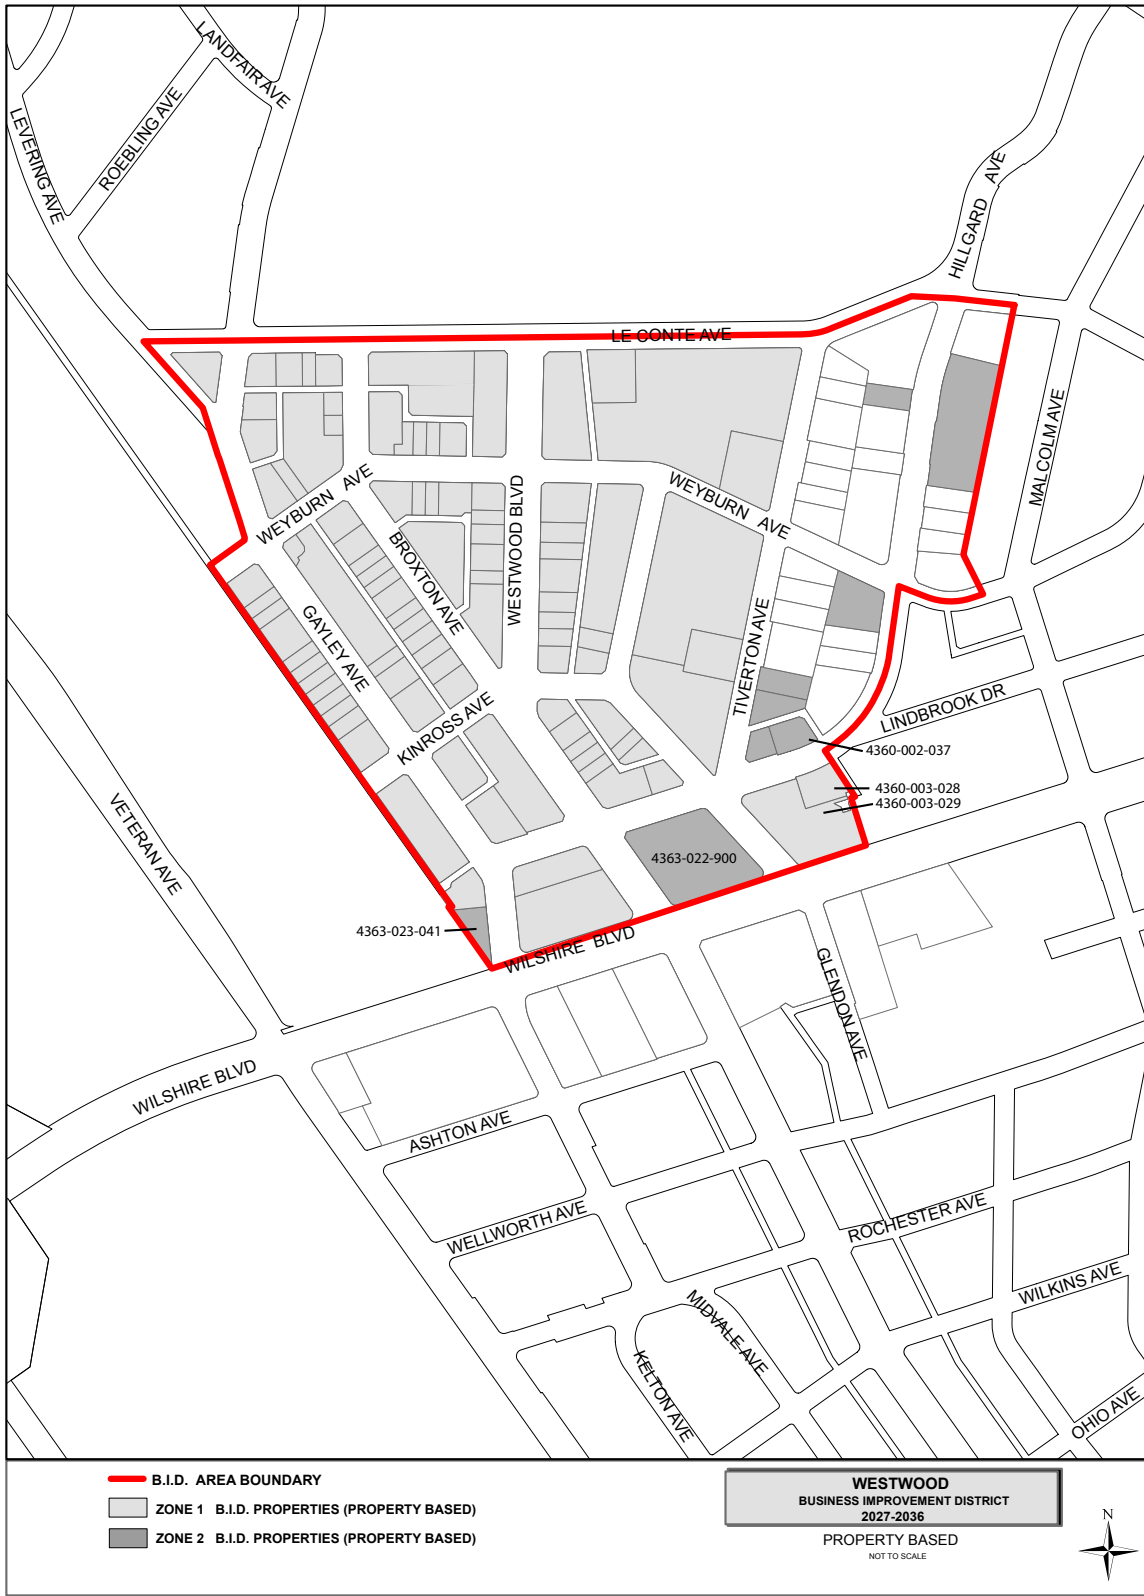 LANDFAIR AVE
ROEBLING AVE
LEVERING AVE
HILLGARD AVE
LE CONTE AVE
MALCOLM AVE
WEYBURN AVE
WEYBURN AVE
WESTWOOD BLVD
BROXTON AVE
GAYLEY AVE
TIVERTON AVE
KINROSS AVE
LINDBROOK DR
4360-002-037
4360-003-028
4360-003-029
4363-022-900
VETERAN AVE
4363-023-041
WILSHIRE BLVD
GLENDON AVE
WILSHIRE BLVD
ASHTON AVE
WELLWORTH AVE
ROCHESTER AVE
WILKINS AVE
MIDVALE AVE
KELTON AVE
OHIO AVE
B.I.D. AREA BOUNDARY
ZONE 1 B.I.D. PROPERTIES (PROPERTY BASED)
ZONE 2 B.I.D. PROPERTIES (PROPERTY BASED)
WESTWOOD
BUSINESS IMPROVEMENT DISTRICT
2027-2036
PROPERTY BASED
NOT TO SCALE
N